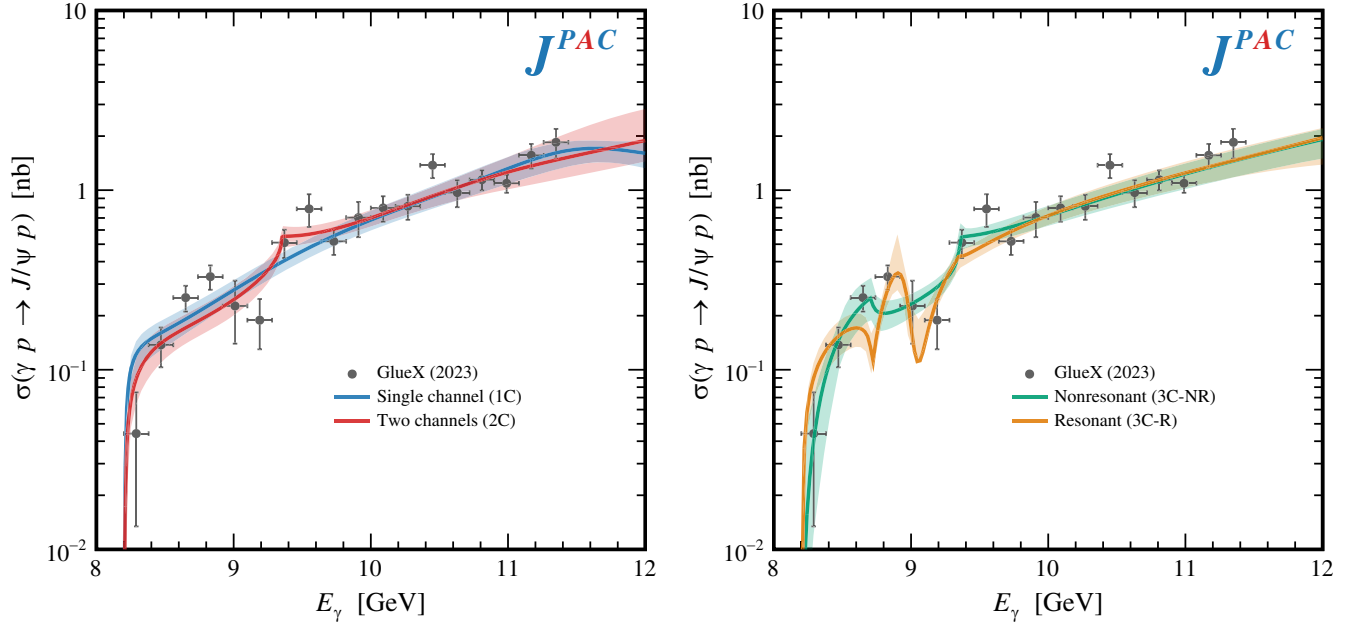 10
1
10⁻¹
10⁻²
σ(γ p → J/ψ p) [nb]
J^PAC
GlueX (2023)
Single channel (1C)
Two channels (2C)
8 9 10 11 12
E_γ [GeV]
10
1
10⁻¹
10⁻²
σ(γ p → J/ψ p) [nb]
J^PAC
GlueX (2023)
Nonresonant (3C-NR)
Resonant (3C-R)
8 9 10 11 12
E_γ [GeV]